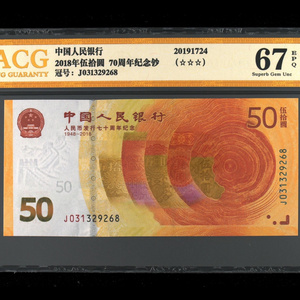 ACG
NG GUARANTY
中国人民银行
2018年伍拾圆 70周年纪念钞
冠号: J031329268
20191724
(☆☆☆)
67 EPQ
Superb Gem Unc
中国人民银行
人民币发行七十周年纪念
1948-2018
50
伍拾圆
50
50
J031329268
J031329268